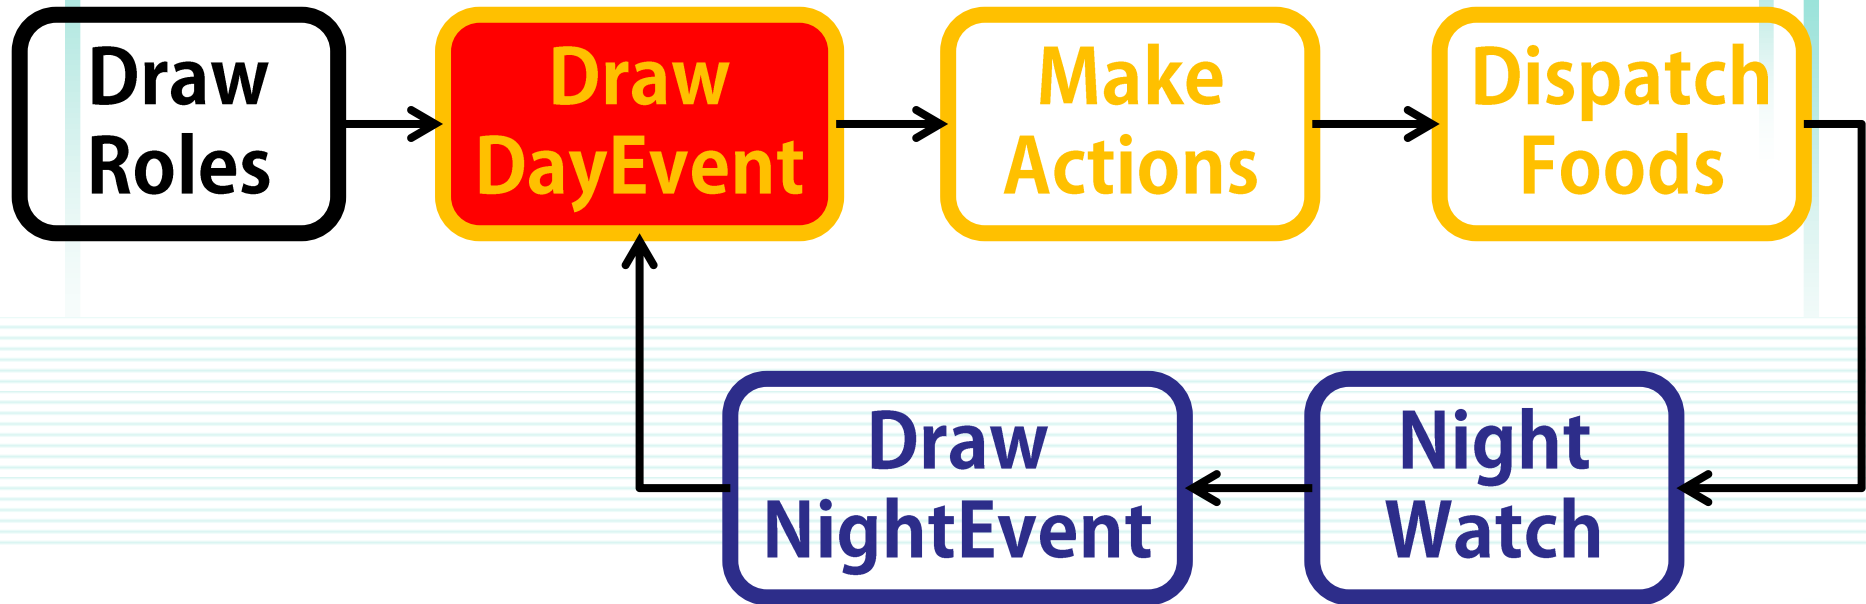 Draw
Roles
Draw
DayEvent
Make
Actions
Dispatch
Foods
Night
Watch
Draw
NightEvent